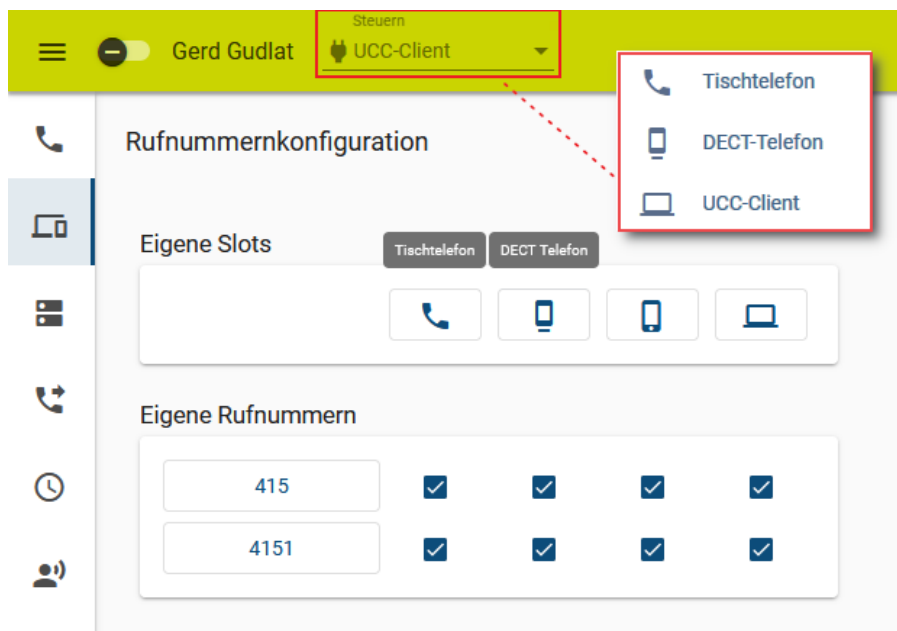 Steuern
Gerd Gudlat
UCC-Client
Tischtelefon
DECT-Telefon
UCC-Client
Rufnummernkonfiguration
Eigene Slots
Tischtelefon
DECT Telefon
Eigene Rufnummern
415
4151